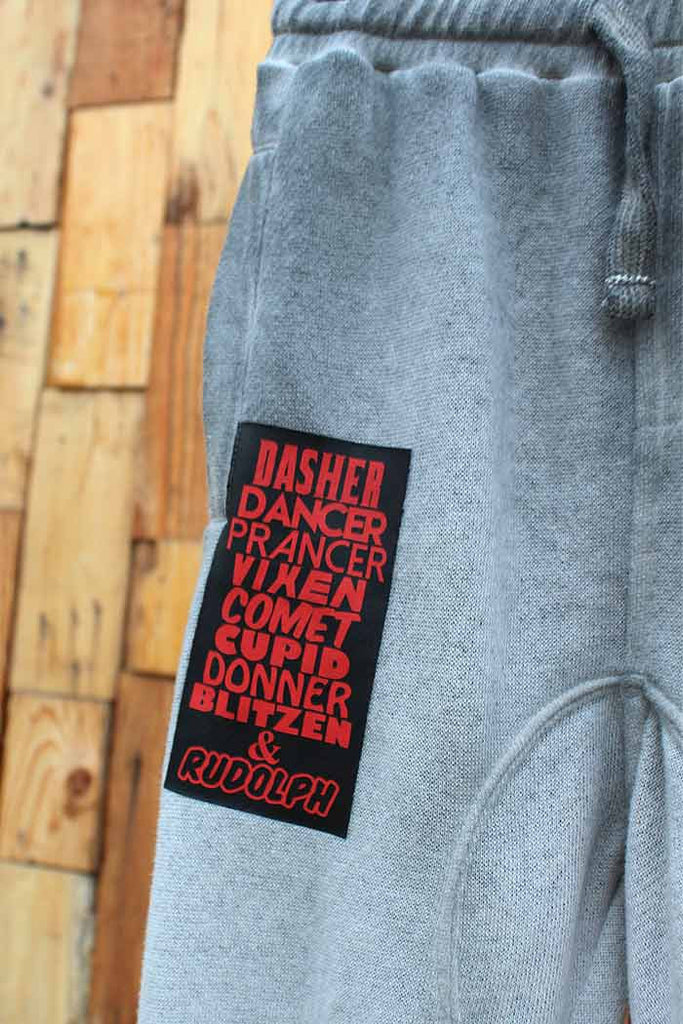 DASHER
DANCER
PRANCER
VIXEN
COMET
CUPID
DONNER
BLITZEN
&
RUDOLPH